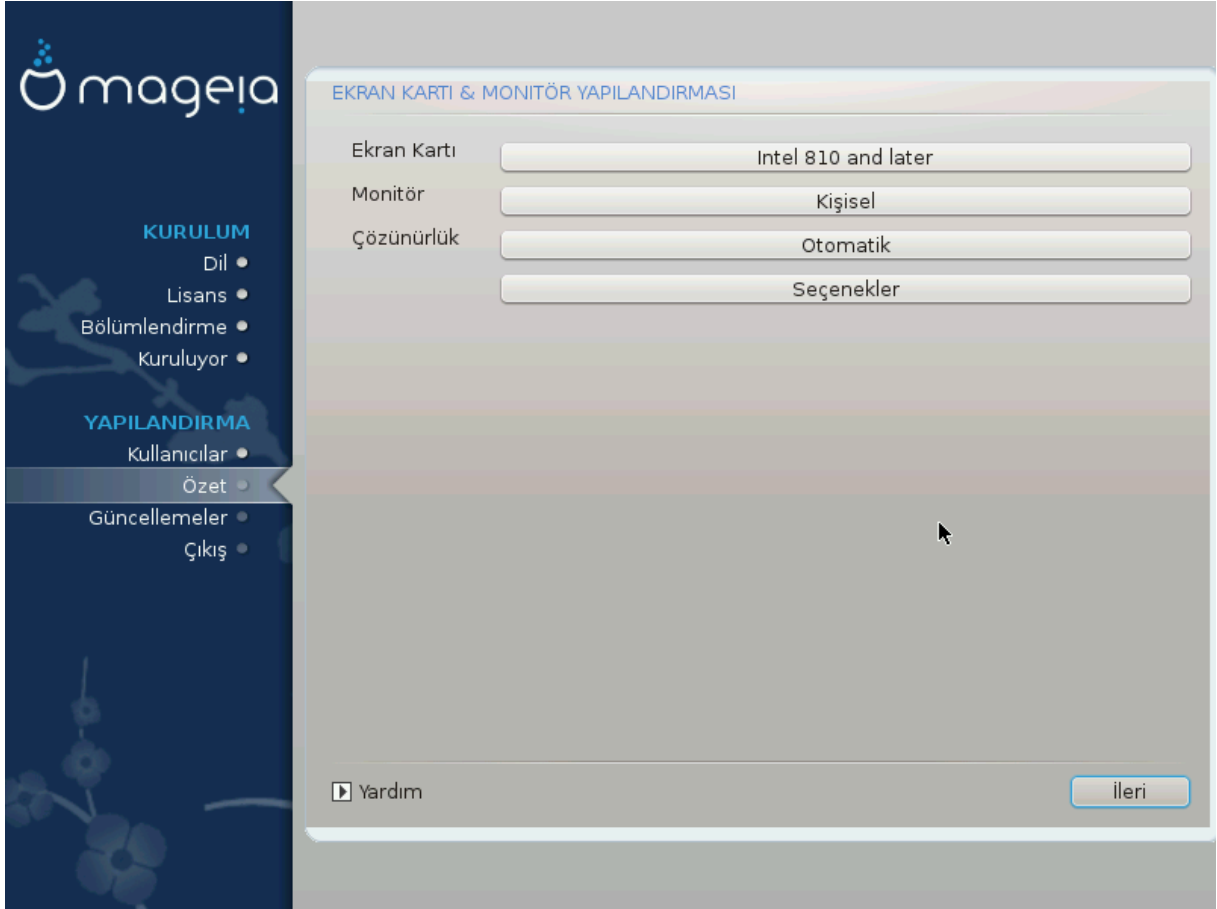 mageia
KURULUM
Dil
Lisans
Bölümlendirme
Kuruluyor
YAPILANDIRMA
Kullanıcılar
Özet
Güncellemeler
Çıkış
EKRAN KARTI & MONİTÖR YAPILANDIRMASI
Ekran Kartı
Intel 810 and later
Monitör
Kişisel
Çözünürlük
Otomatik
Seçenekler
Yardım
İleri